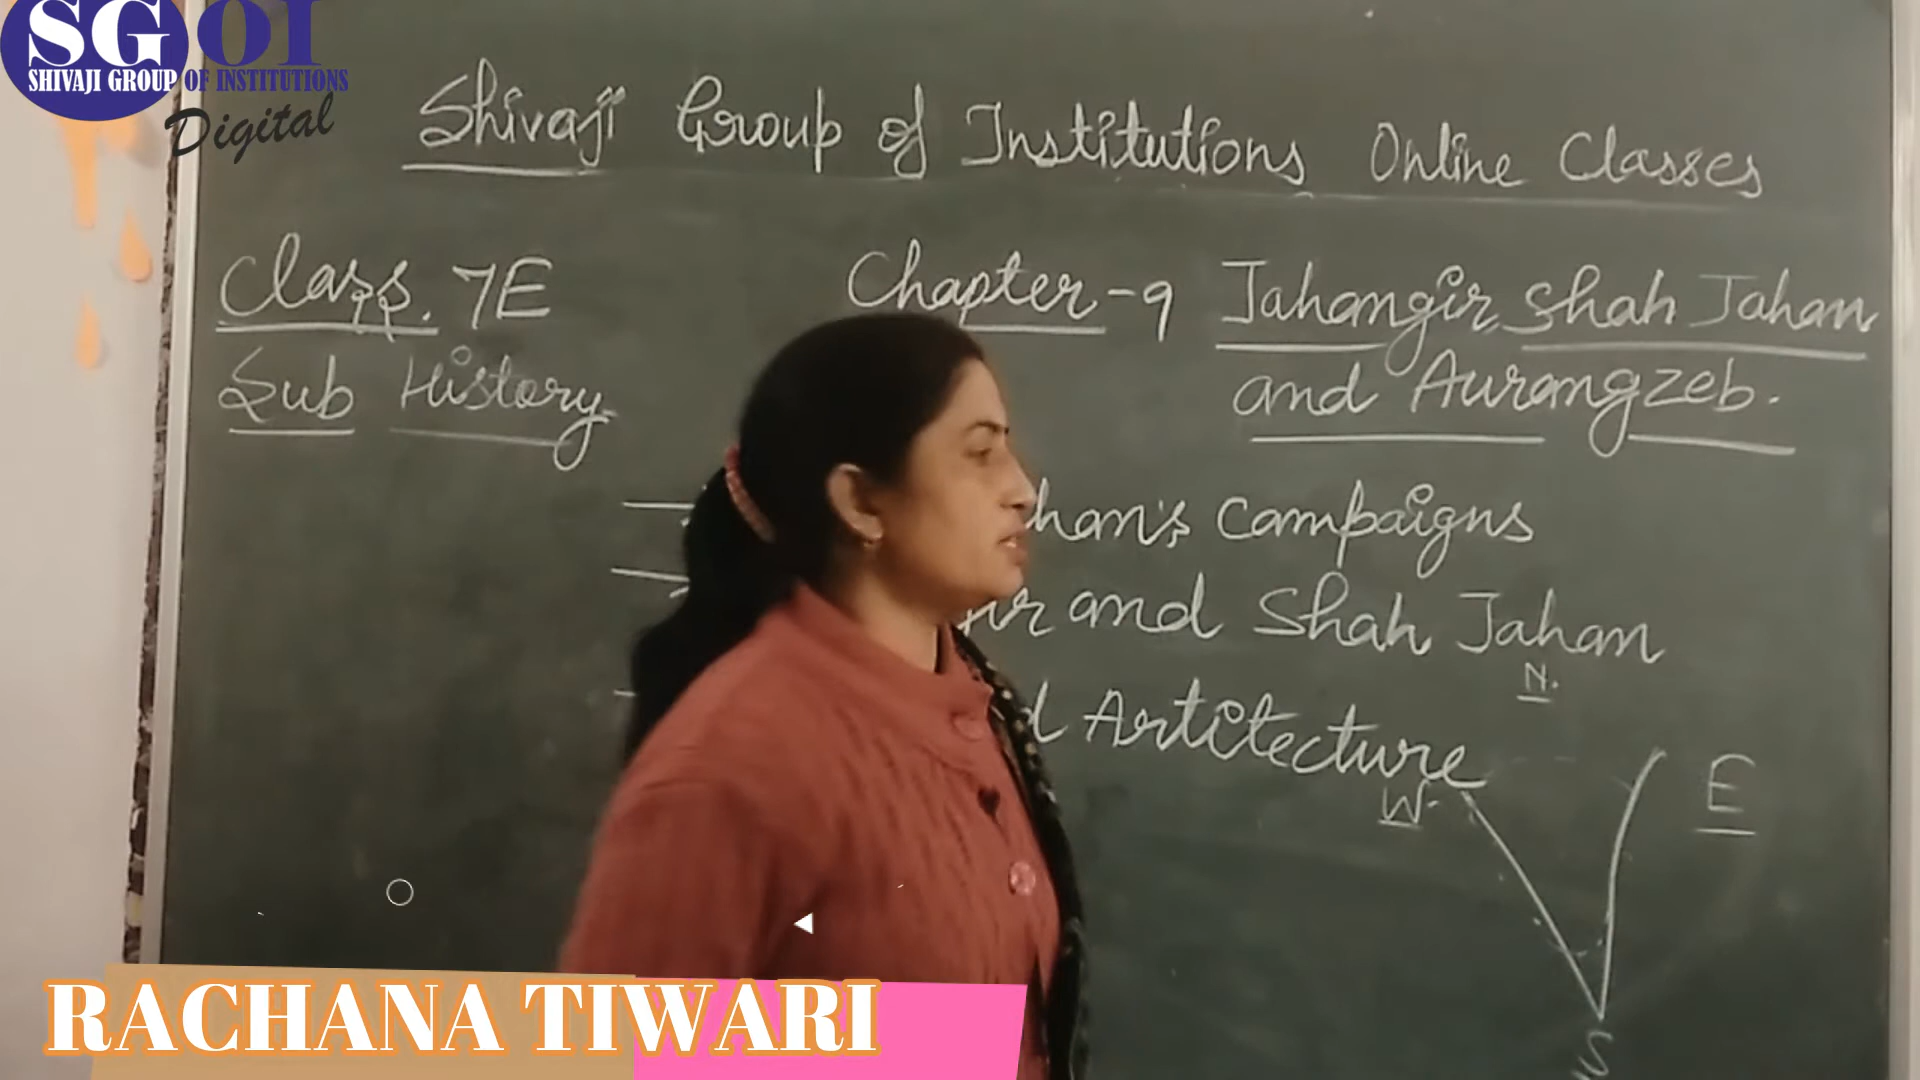 SGOI
SHIVAJI GROUP OF INSTITUTIONS
Digital
Shivaji Group of Institutions Online Classes
Class. 7E
Sub History
Chapter-9 Jahangir Shah Jahan
and Aurangzeb.
han's Campaigns
ir and Shah Jahan
N.
d Artitecture
W-
E
S
RACHANA TIWARI